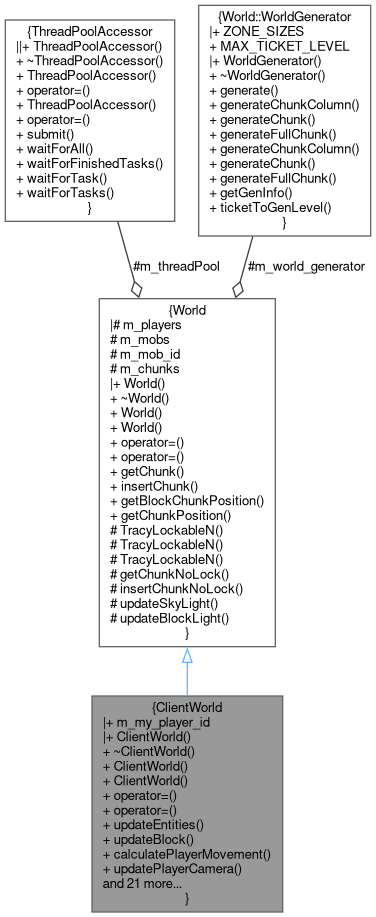 {ThreadPoolAccessor
||+ ThreadPoolAccessor()
+ ~ThreadPoolAccessor()
+ ThreadPoolAccessor()
+ operator=()
+ ThreadPoolAccessor()
+ operator=()
+ submit()
+ waitForAll()
+ waitForFinishedTasks()
+ waitForTask()
+ waitForTasks()
}
{World::WorldGenerator
|+ ZONE_SIZES
+ MAX_TICKET_LEVEL
|+ WorldGenerator()
+ ~WorldGenerator()
+ generate()
+ generateChunkColumn()
+ generateChunk()
+ generateFullChunk()
+ generateChunkColumn()
+ generateChunk()
+ generateFullChunk()
+ getGenInfo()
+ ticketToGenLevel()
}
#m_threadPool
#m_world_generator
{World
|# m_players
# m_mobs
# m_mob_id
# m_chunks
|+ World()
+ ~World()
+ World()
+ World()
+ operator=()
+ operator=()
+ getChunk()
+ insertChunk()
+ getBlockChunkPosition()
+ getChunkPosition()
# TracyLockableN()
# TracyLockableN()
# TracyLockableN()
# getChunkNoLock()
# insertChunkNoLock()
# updateSkyLight()
# updateBlockLight()
}
{ClientWorld
|+ m_my_player_id
|+ ClientWorld()
+ ~ClientWorld()
+ ClientWorld()
+ ClientWorld()
+ operator=()
+ operator=()
+ updateEntities()
+ updateBlock()
+ calculatePlayerMovement()
+ updatePlayerCamera()
and 21 more...
}